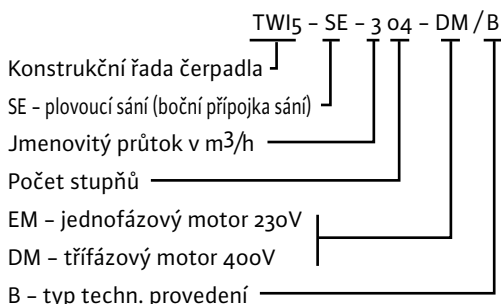 TWI5 – SE – 3 04 – DM / B
Konstrukční řada čerpadla
SE – plovoucí sání (boční přípojka sání)
Jmenovitý průtok v m3/h
Počet stupňů
EM – jednofázový motor 230V
DM – třífázový motor 400V
B – typ techn. provedení